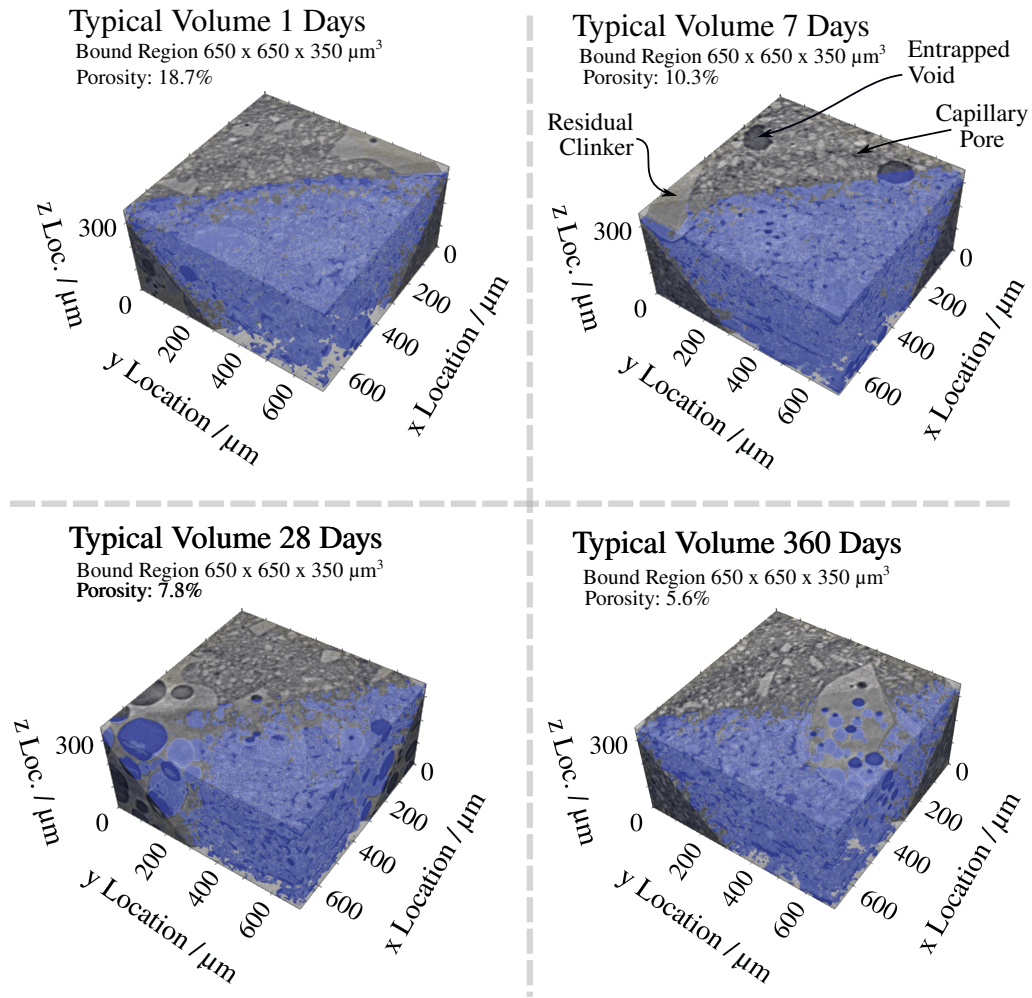 Typical Volume 1 Days
Bound Region 650 x 650 x 350 µm³
Porosity: 18.7%
z Loc. / µm
300
0
200
400
600
y Location / µm
0
200
400
600
x Location / µm
Typical Volume 7 Days
Bound Region 650 x 650 x 350 µm³
Porosity: 10.3%
Entrapped
Void
Capillary
Pore
Residual
Clinker
z Loc. / µm
300
0
200
400
600
y Location / µm
0
200
400
600
x Location / µm
Typical Volume 28 Days
Bound Region 650 x 650 x 350 µm³
Porosity: 7.8%
z Loc. / µm
300
0
200
400
600
y Location / µm
0
200
400
600
x Location / µm
Typical Volume 360 Days
Bound Region 650 x 650 x 350 µm³
Porosity: 5.6%
z Loc. / µm
300
0
200
400
600
y Location / µm
0
200
400
600
x Location / µm